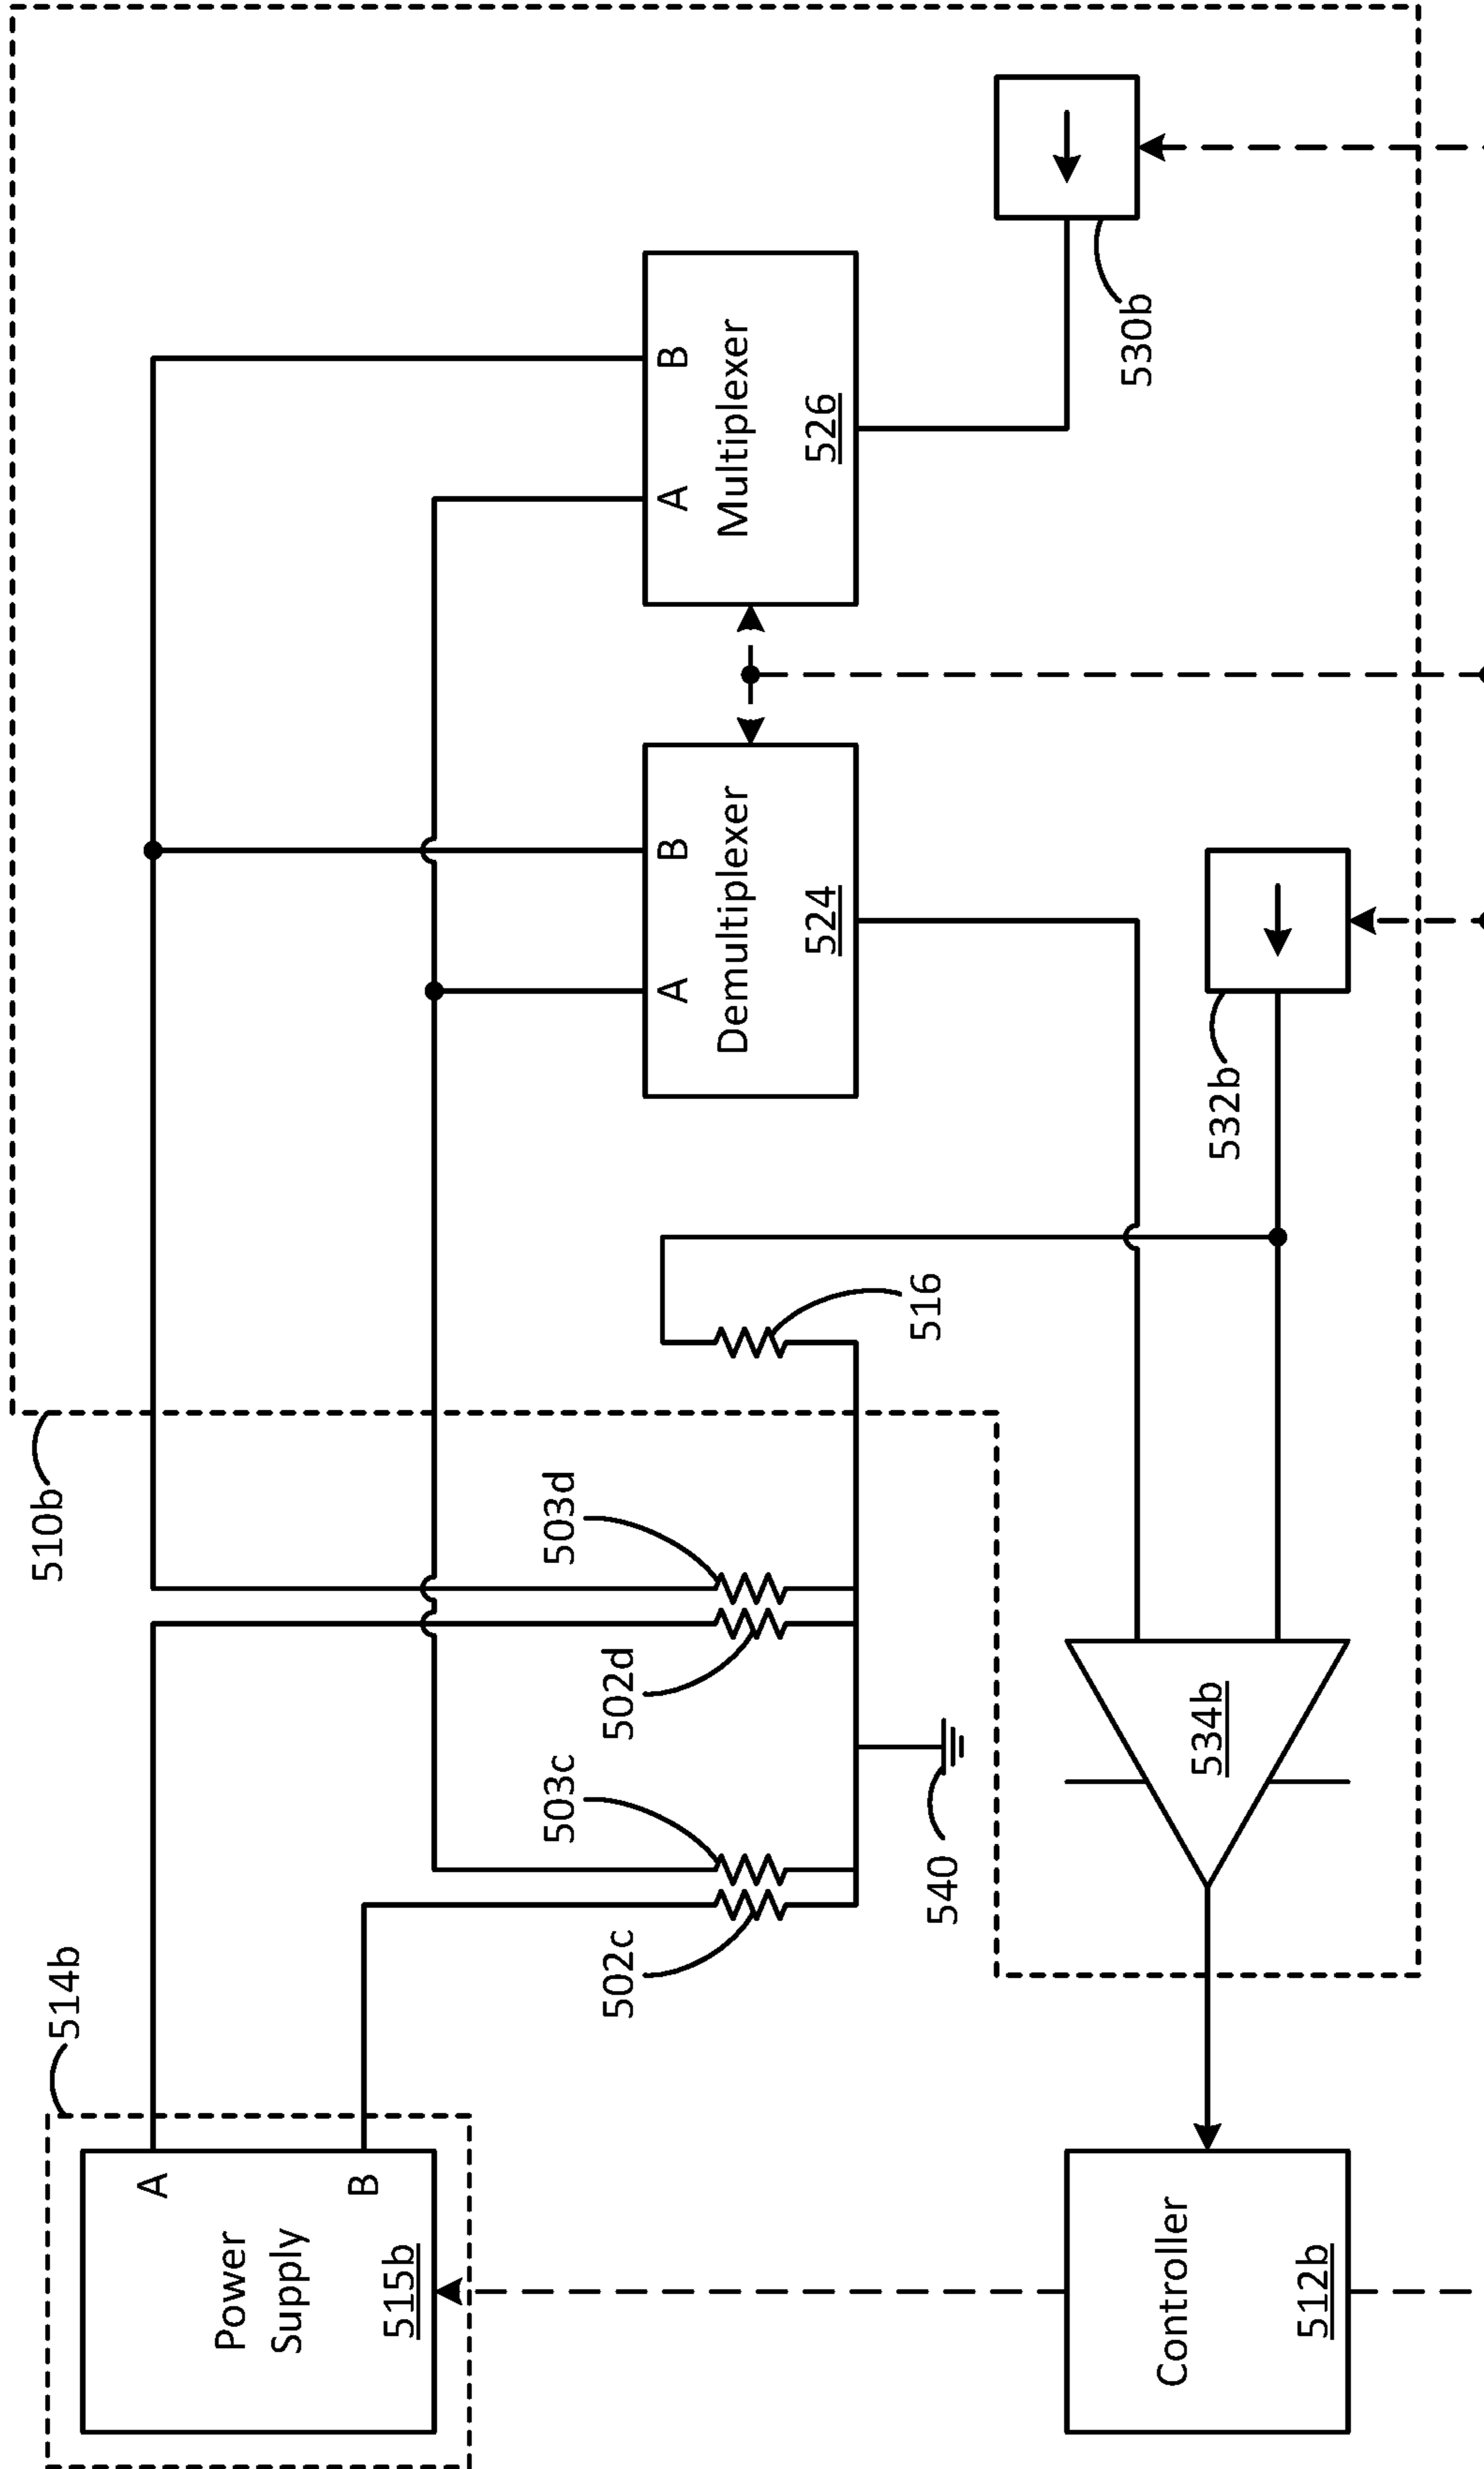 514b
A
B
Power
Supply
515b
510b
502c
503c
502d
503d
540
516
A
B
Demultiplexer
524
A
B
Multiplexer
526
530b
532b
534b
Controller
512b